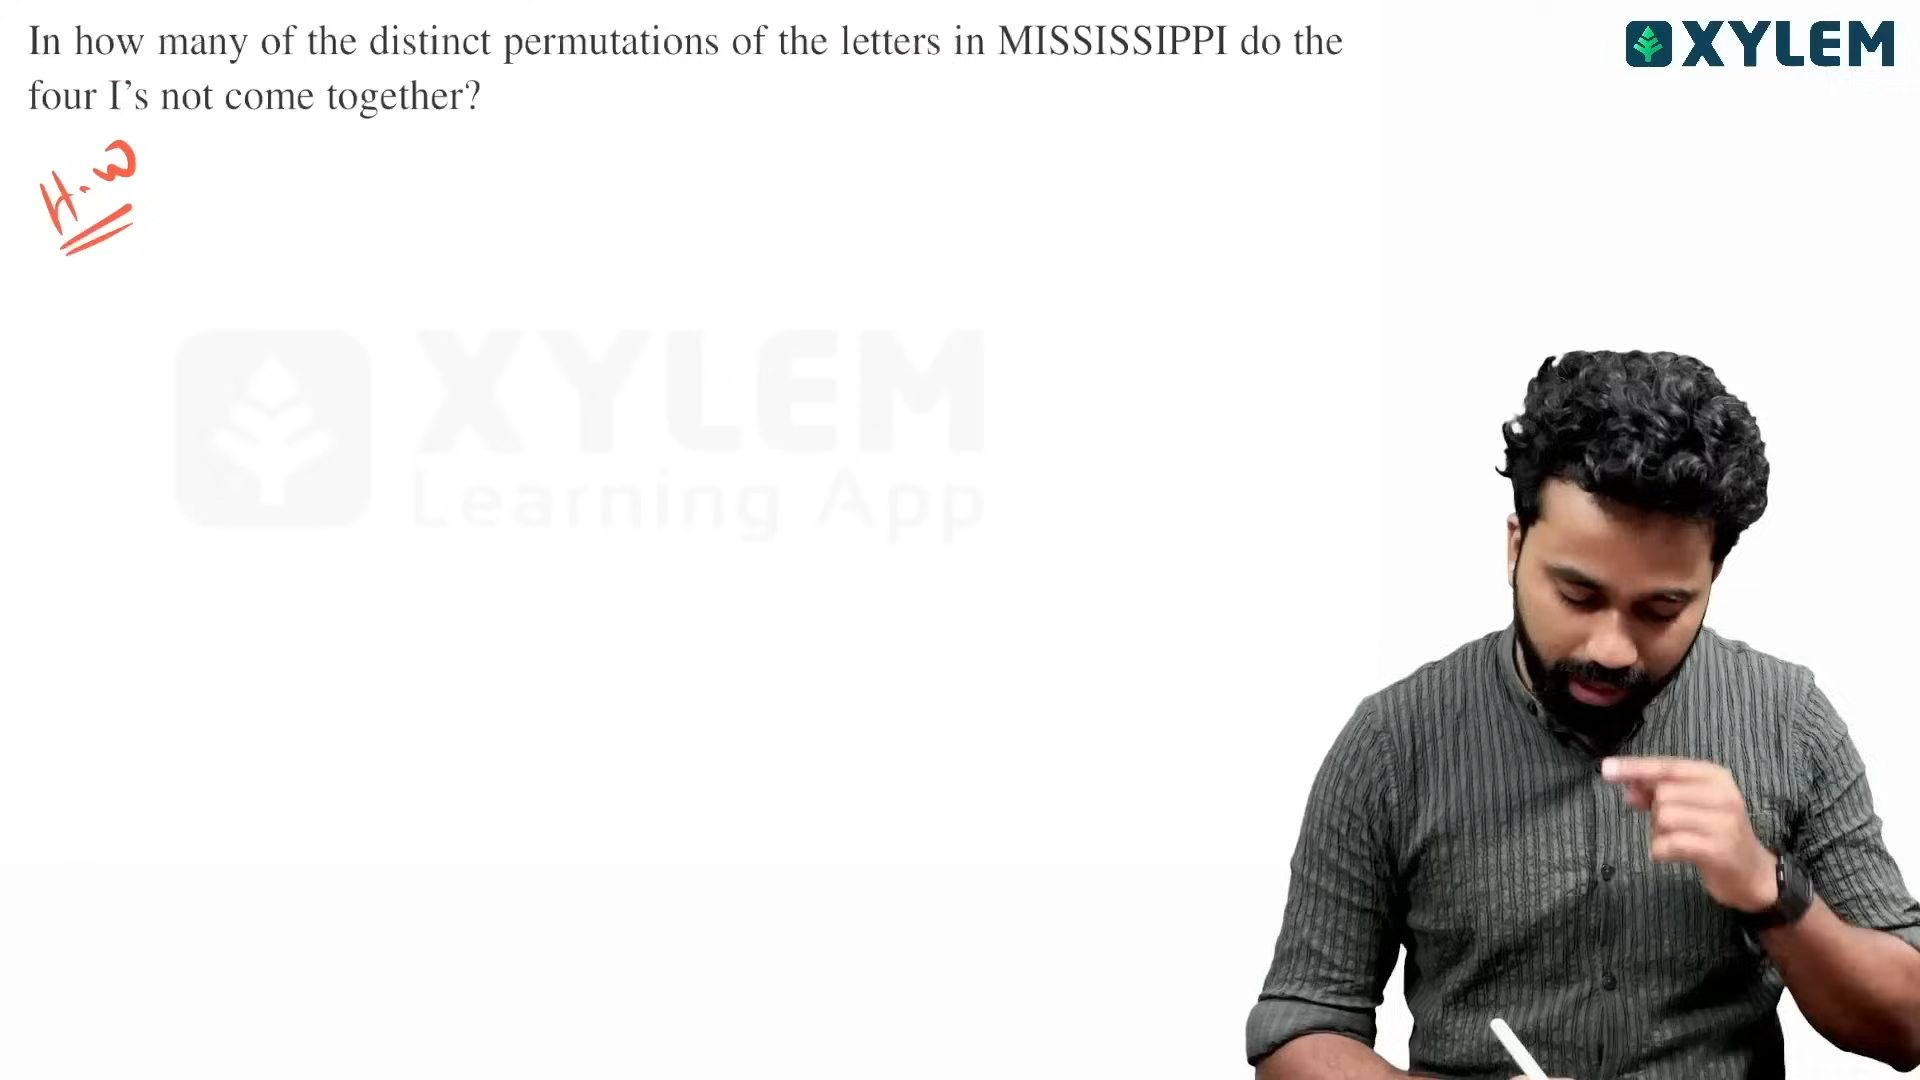 In how many of the distinct permutations of the letters in MISSISSIPPI do the
four I’s not come together?
H.W
XYLEM
XYLEM
Learning App